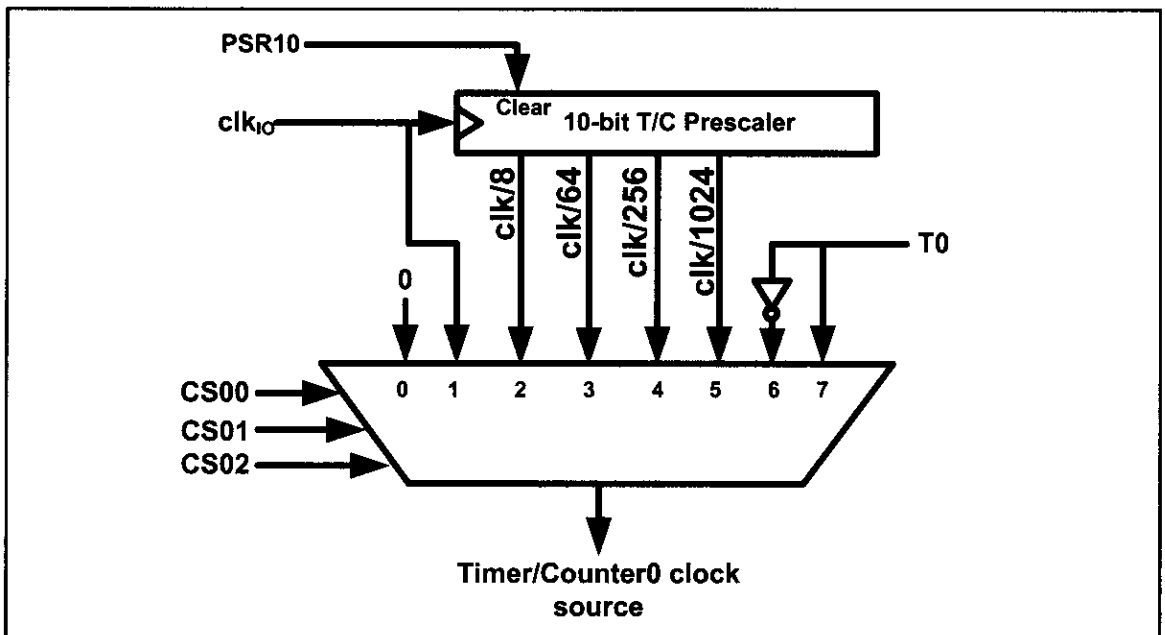 PSR10
Clear
clk_IO
10-bit T/C Prescaler
clk/8
clk/64
clk/256
clk/1024
T0
0
0 1 2 3 4 5 6 7
CS00
CS01
CS02
Timer/Counter0 clock
source